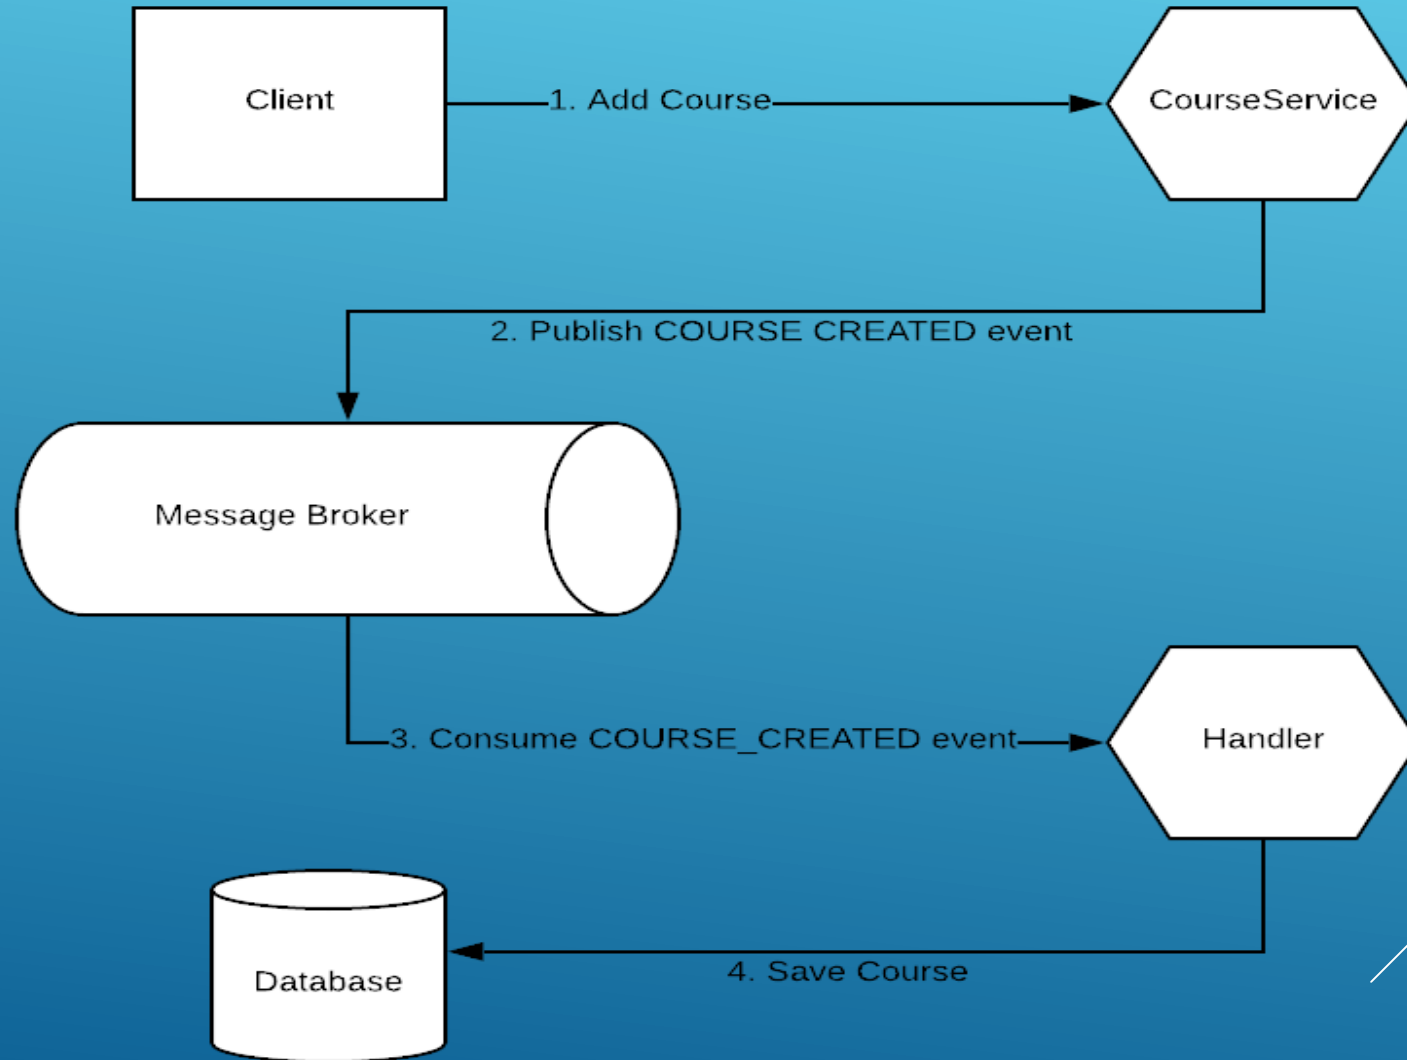 Client
1. Add Course
CourseService
2. Publish COURSE CREATED event
Message Broker
3. Consume COURSE_CREATED event
Handler
Database
4. Save Course